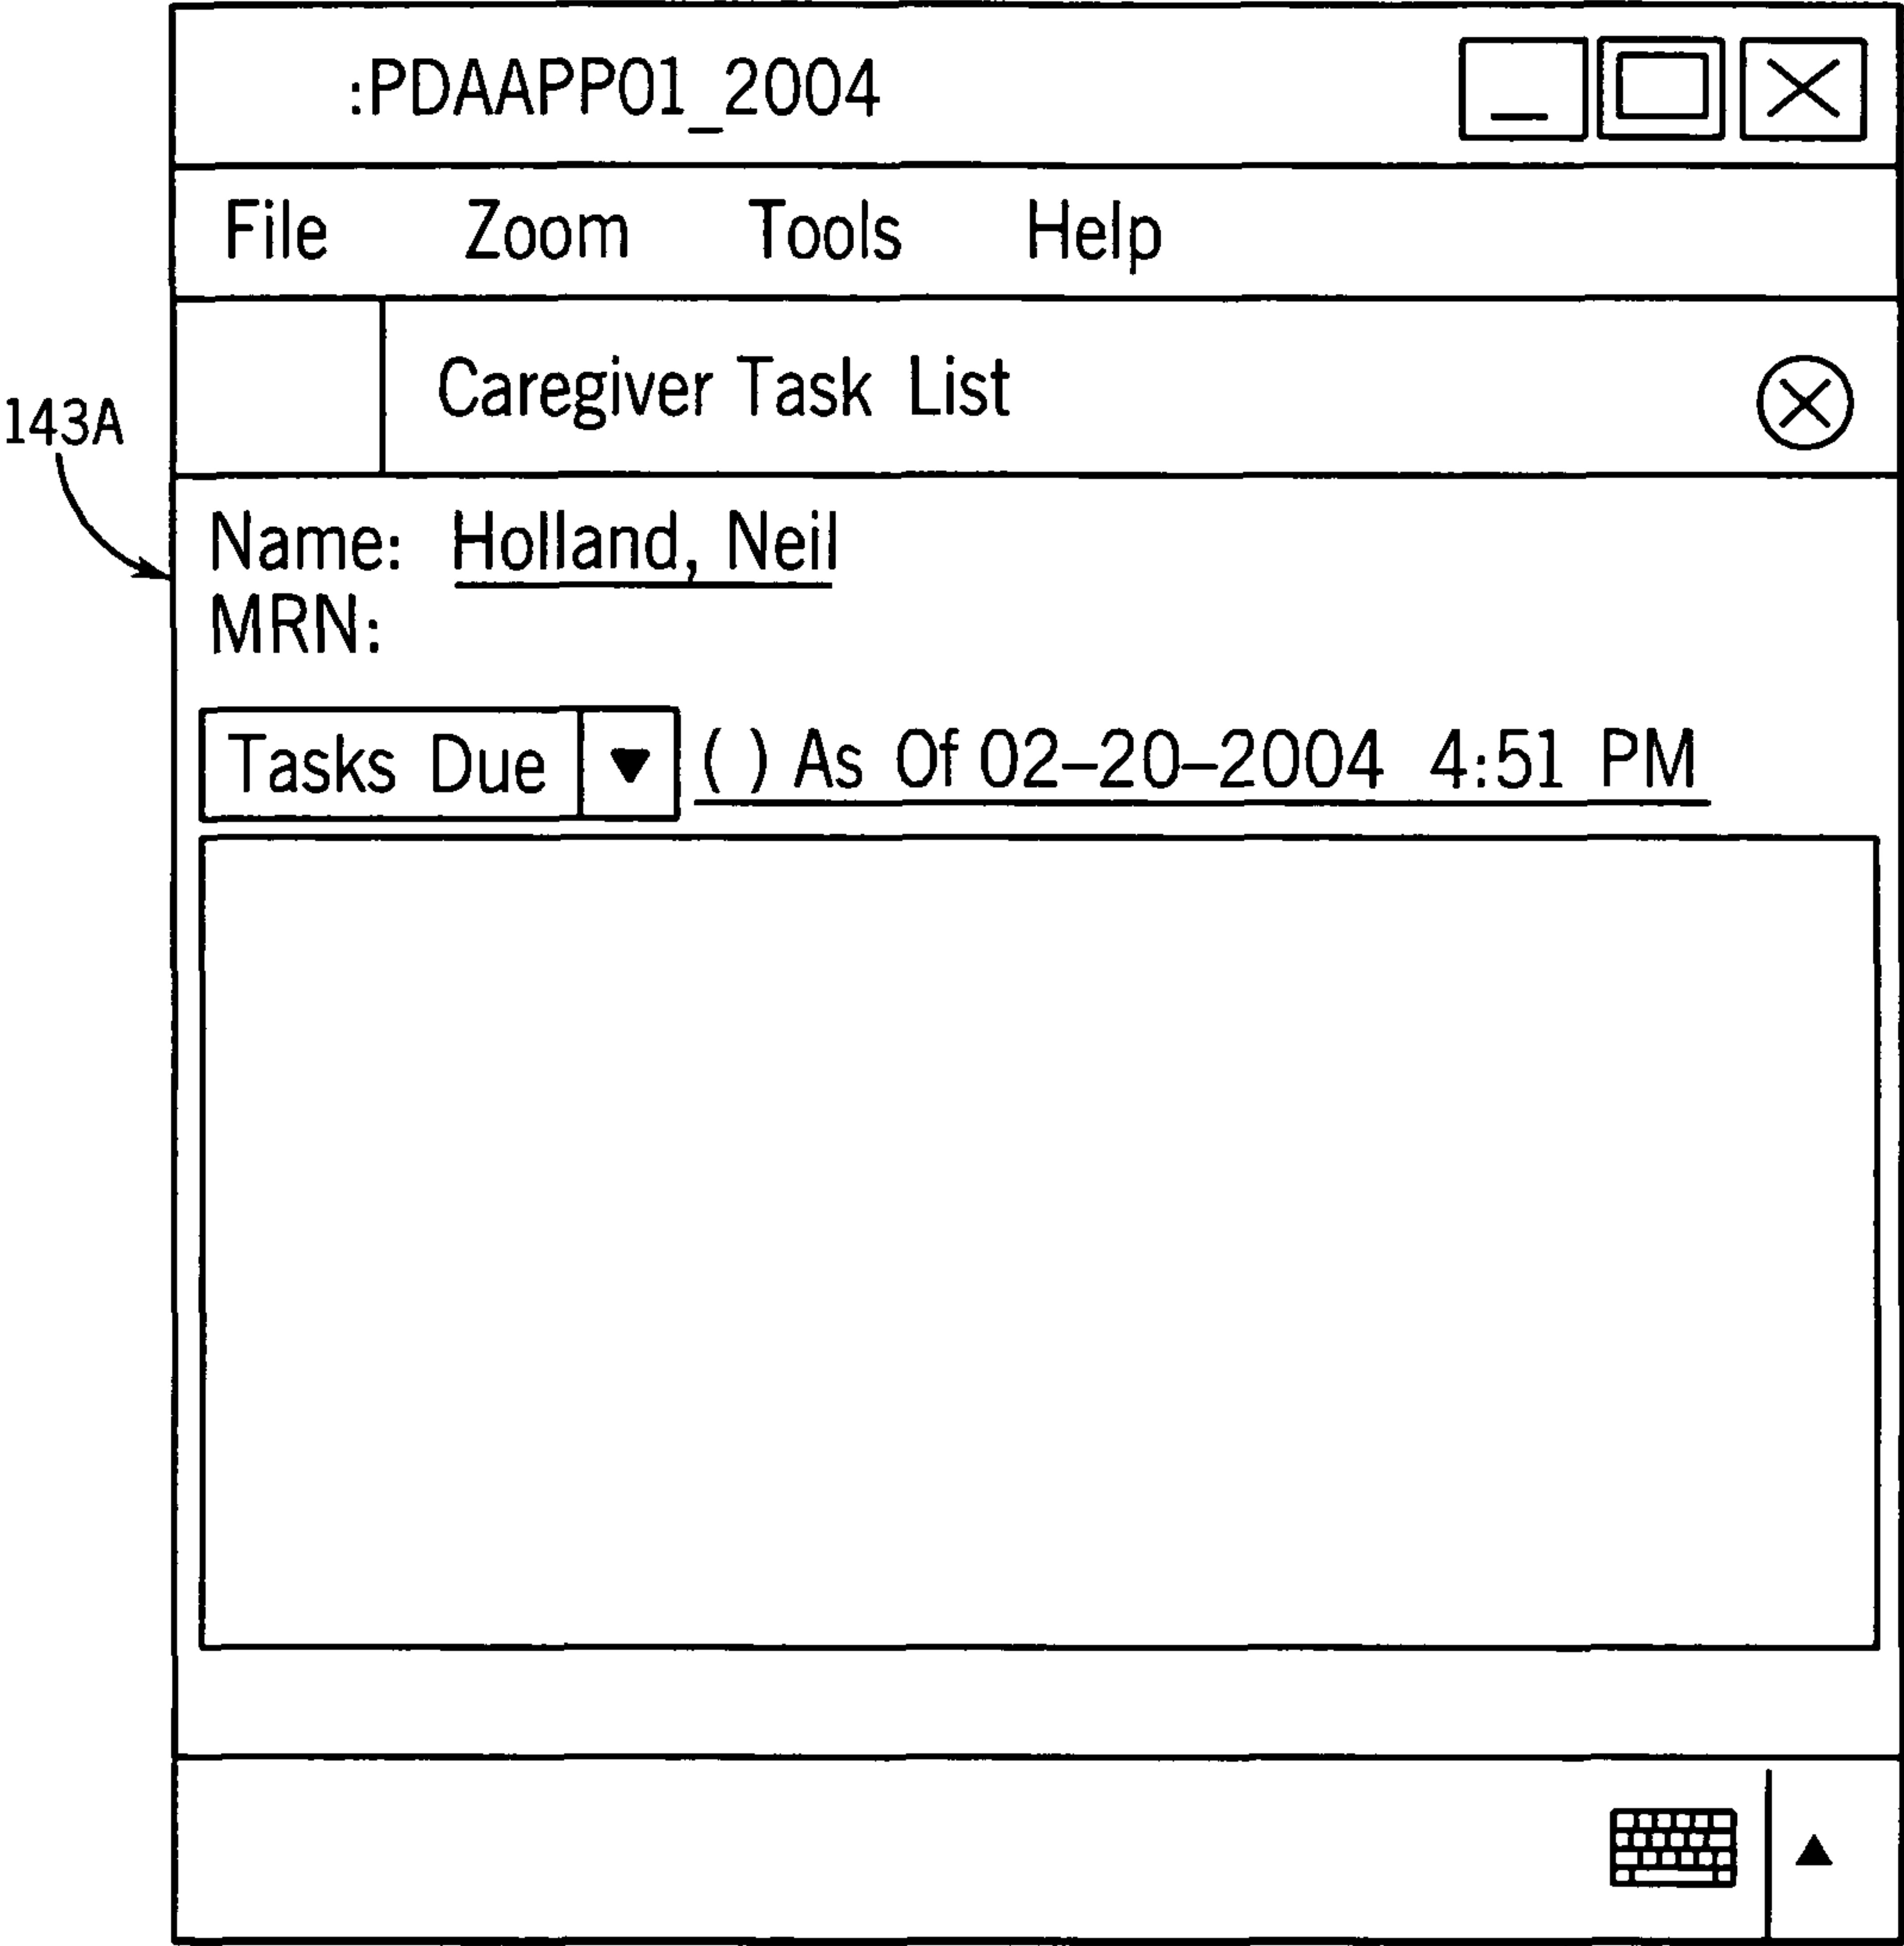 :PDAAPP01_2004
File Zoom Tools Help
Caregiver Task List
143A
Name: Holland, Neil
MRN:
Tasks Due ( ) As Of 02-20-2004 4:51 PM